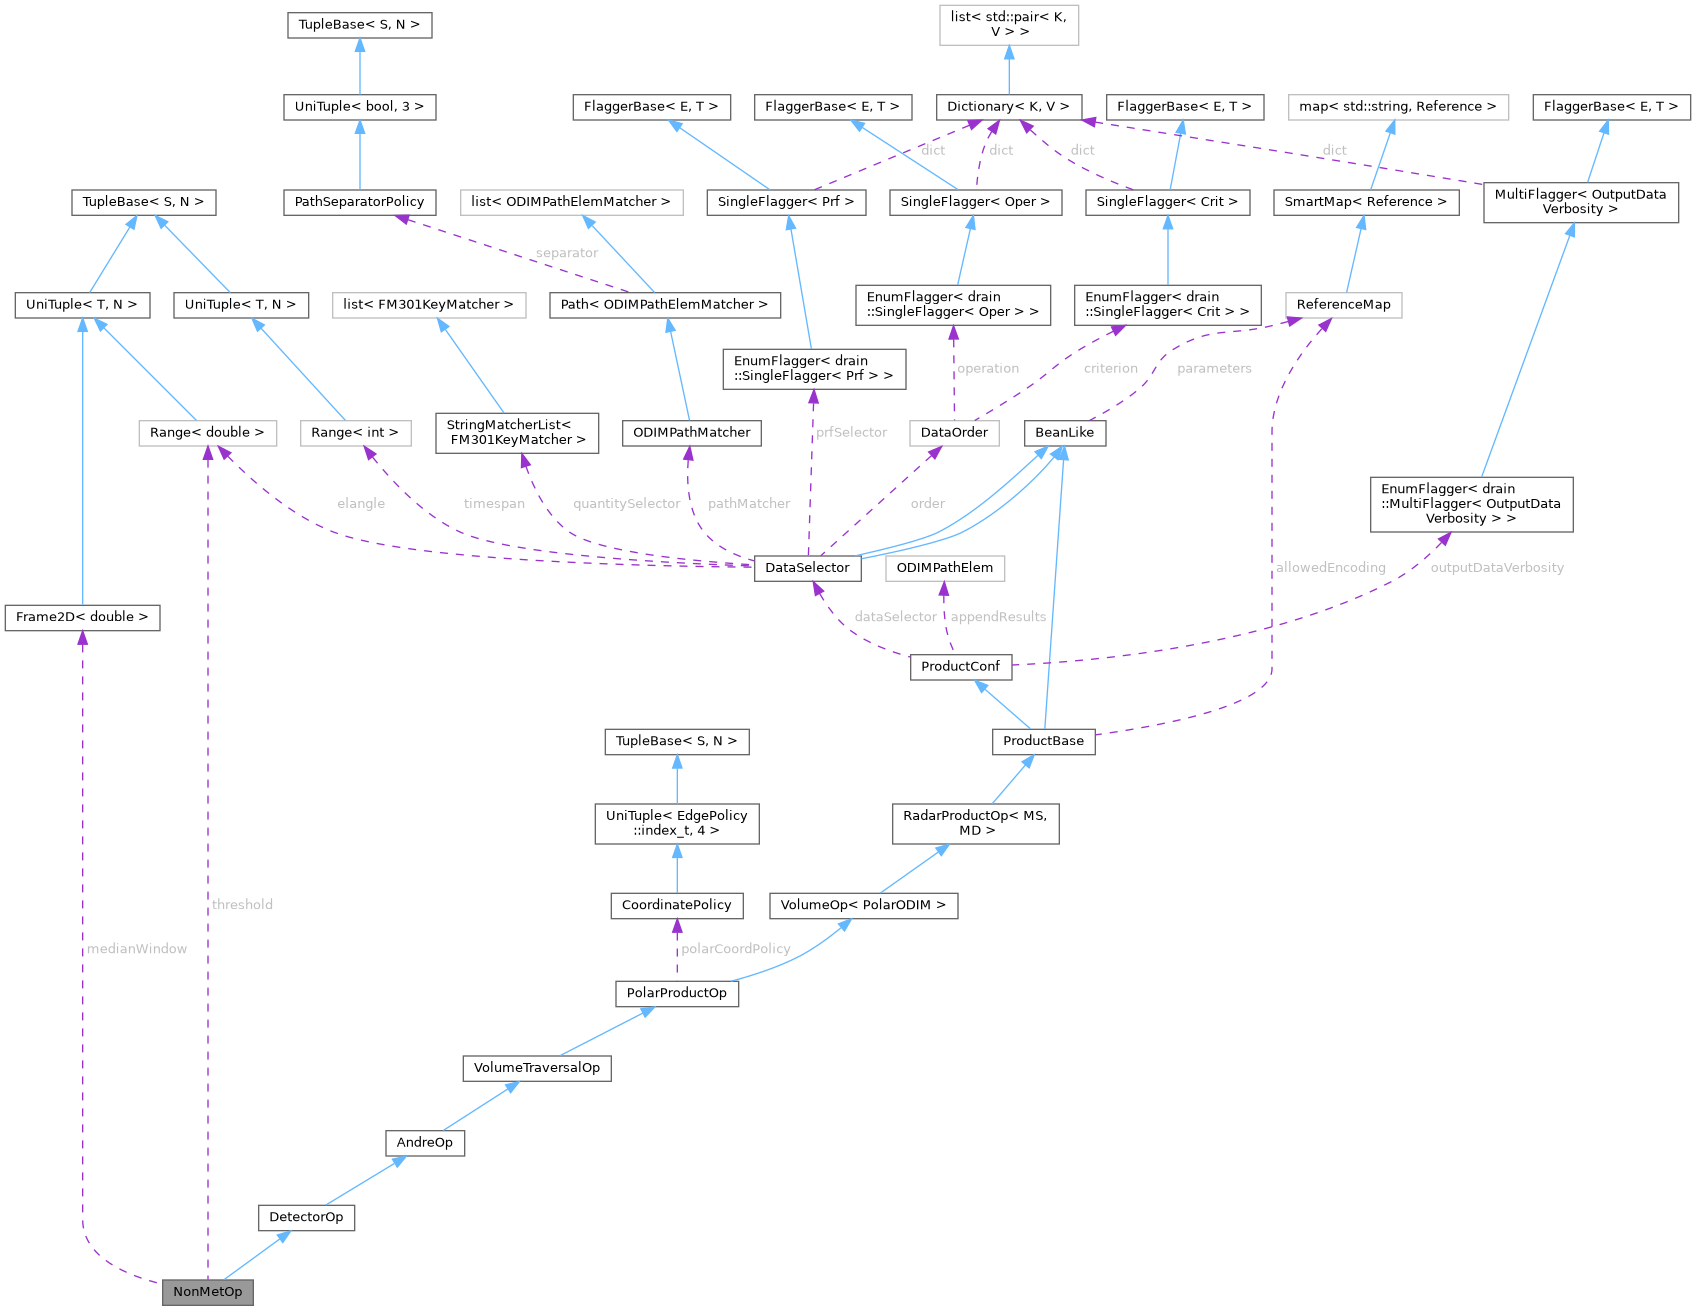 TupleBase< S, N >
list< std::pair< K,
V > >
UniTuple< bool, 3 >
FlaggerBase< E, T >
FlaggerBase< E, T >
Dictionary< K, V >
FlaggerBase< E, T >
map< std::string, Reference >
FlaggerBase< E, T >
dict
dict
dict
dict
TupleBase< S, N >
PathSeparatorPolicy
list< ODIMPathElemMatcher >
SingleFlagger< Prf >
SingleFlagger< Oper >
SingleFlagger< Crit >
SmartMap< Reference >
MultiFlagger< OutputData
Verbosity >
separator
UniTuple< T, N >
UniTuple< T, N >
list< FM301KeyMatcher >
Path< ODIMPathElemMatcher >
EnumFlagger< drain
::SingleFlagger< Oper > >
EnumFlagger< drain
::SingleFlagger< Crit > >
ReferenceMap
EnumFlagger< drain
::SingleFlagger< Prf > >
operation
criterion
parameters
Range< double >
Range< int >
StringMatcherList<
FM301KeyMatcher >
ODIMPathMatcher
prfSelector
DataOrder
BeanLike
elangle
timespan
quantitySelector
pathMatcher
order
EnumFlagger< drain
::MultiFlagger< OutputData
Verbosity > >
DataSelector
ODIMPathElem
allowedEncoding
outputDataVerbosity
Frame2D< double >
dataSelector
appendResults
ProductConf
TupleBase< S, N >
ProductBase
UniTuple< EdgePolicy
::index_t, 4 >
RadarProductOp< MS,
MD >
threshold
CoordinatePolicy
VolumeOp< PolarODIM >
medianWindow
polarCoordPolicy
PolarProductOp
VolumeTraversalOp
AndreOp
DetectorOp
NonMetOp